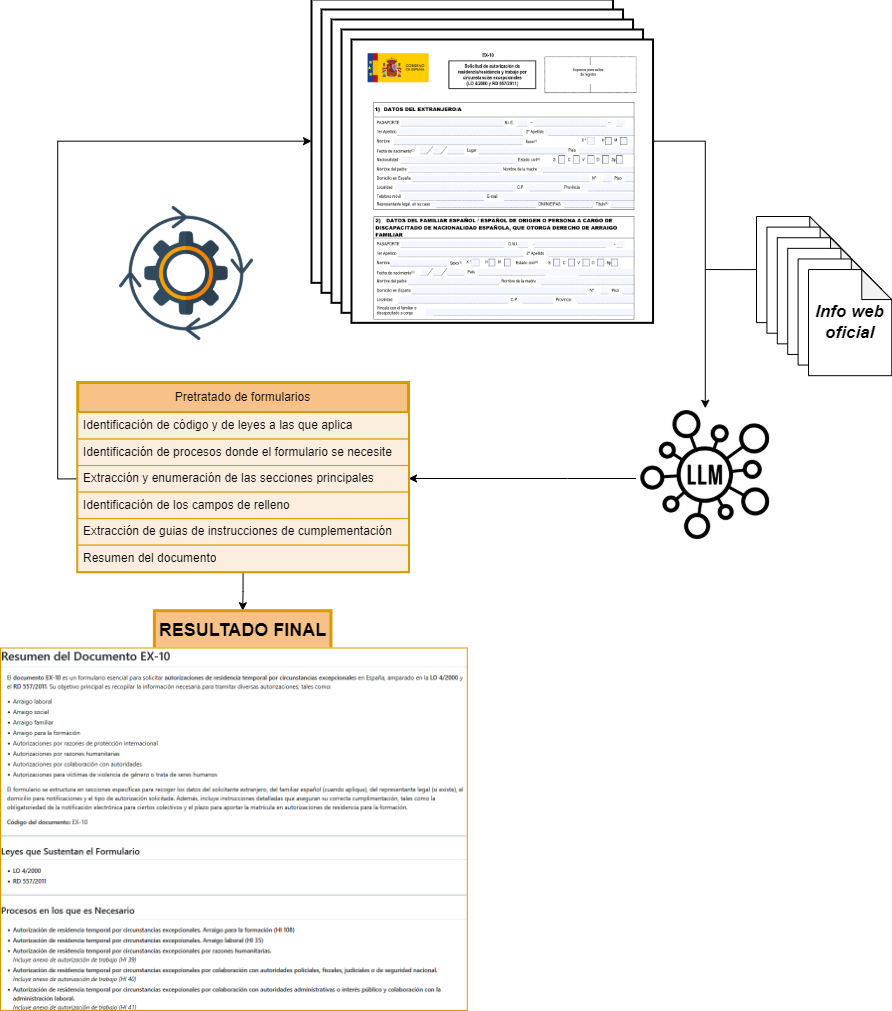 GOBIERNO
DE ESPAÑA
EX-10
Solicitud de autorización de
residencia/residencia y trabajo por
circunstancias excepcionales
(LO 4/2000 y RD 557/2011)
Espacios para sellos
de registro
1) DATOS DEL EXTRANJERO/A
PASAPORTE N.I.E. - -
1er Apellido 2º Apellido
Nombre Sexo(1) X(1) H M
Fecha de nacimiento(2) / / Lugar País
Nacionalidad Estado civil(3) S C V D Sp
Nombre del padre Nombre de la madre
Domicilio en España Nº Piso
Localidad C.P. Provincia
Teléfono móvil E-mail
Representante legal, en su caso DNI/NIE/PAS Título(4)
2) DATOS DEL FAMILIAR ESPAÑOL / ESPAÑOL DE ORIGEN O PERSONA A CARGO DE
DISCAPACITADO DE NACIONALIDAD ESPAÑOLA, QUE OTORGA DERECHO DE ARRAIGO
FAMILIAR
PASAPORTE D.N.I. - -
1er Apellido 2º Apellido
Nombre Sexo(1) X(1) H M Estado civil(3) S C V D Sp
Fecha de nacimiento(2) / / País
Nombre del padre Nombre de la madre
Domicilio en España Nº Piso
Localidad C.P. Provincia
Vínculo con el familiar o
discapacitado a cargo
Info web
oficial
LLM
Pretratado de formularios
Identificación de código y de leyes a las que aplica
Identificación de procesos donde el formulario se necesite
Extracción y enumeración de las secciones principales
Identificación de los campos de relleno
Extracción de guias de instrucciones de cumplementación
Resumen del documento
RESULTADO FINAL
Resumen del Documento EX-10
El documento EX-10 es un formulario esencial para solicitar autorizaciones de residencia temporal por circunstancias excepcionales en España, amparado en la LO 4/2000 y
el RD 557/2011. Su objetivo principal es recopilar la información necesaria para tramitar diversas autorizaciones, tales como:
• Arraigo laboral
• Arraigo social
• Arraigo familiar
• Arraigo para la formación
• Autorizaciones por razones de protección internacional
• Autorizaciones por razones humanitarias
• Autorizaciones por colaboración con autoridades
• Autorizaciones para víctimas de violencia de género o trata de seres humanos
El formulario se estructura en secciones específicas para recoger los datos del solicitante extranjero, del familiar español (cuando aplique), del representante legal (si existe), el
domicilio para notificaciones y el tipo de autorización solicitada. Además, incluye instrucciones detalladas que aseguran su correcta cumplimentación, tales como la
obligatoriedad de la notificación electrónica para ciertos colectivos y el plazo para aportar la matrícula en autorizaciones de residencia para la formación.
Código del documento: EX-10
Leyes que Sustentan el Formulario
• LO 4/2000
• RD 557/2011
Procesos en los que es Necesario
• Autorización de residencia temporal por circunstancias excepcionales. Arraigo para la formación (HI 108)
• Autorización de residencia temporal por circunstancias excepcionales. Arraigo laboral (HI 35)
• Autorización de residencia temporal por circunstancias excepcionales por razones humanitarias.
Incluye anexo de autorización de trabajo (HI 39)
• Autorización de residencia temporal por circunstancias excepcionales por colaboración con autoridades policiales, fiscales, judiciales o de seguridad nacional.
Incluye anexo de autorización de trabajo (HI 40)
• Autorización de residencia temporal por circunstancias excepcionales por colaboración con autoridades administrativas o interés público y colaboración con la
administración laboral.
Incluye anexo de autorización de trabajo (HI 41)